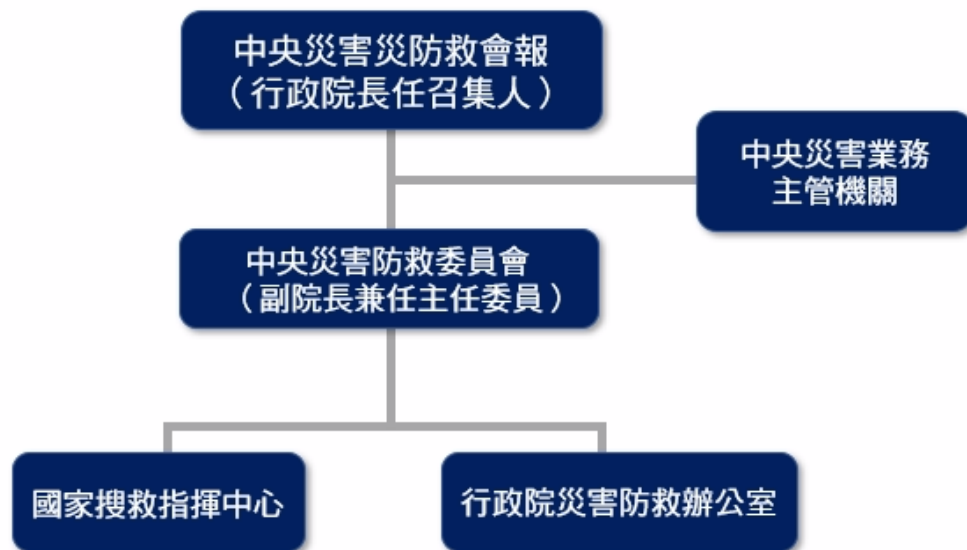 中央災害災防救會報
（行政院長任召集人）
中央災害業務
主管機關
中央災害防救委員會
（副院長兼任主任委員）
國家搜救指揮中心
行政院災害防救辦公室